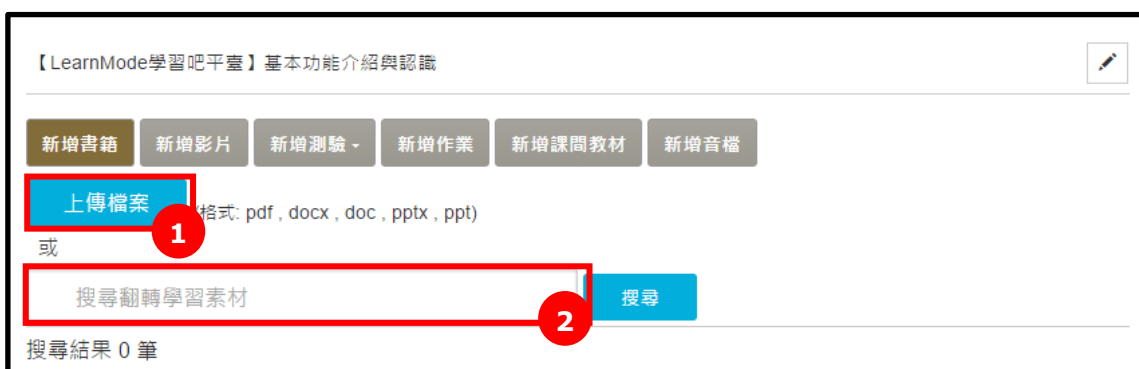 【LearnMode學習吧平臺】基本功能介紹與認識
新增書籍 新增影片 新增測驗 新增作業 新增課間教材 新增音檔
上傳檔案 格式: pdf , docx , doc , pptx , ppt)
1
或
搜尋翻轉學習素材 搜尋
2
搜尋結果 0 筆